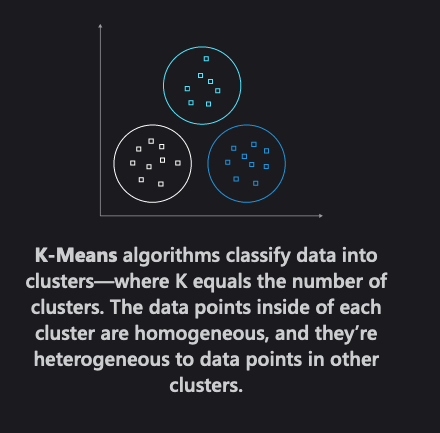 K-Means algorithms classify data into
clusters—where K equals the number of
clusters. The data points inside of each
cluster are homogeneous, and they’re
heterogeneous to data points in other
clusters.